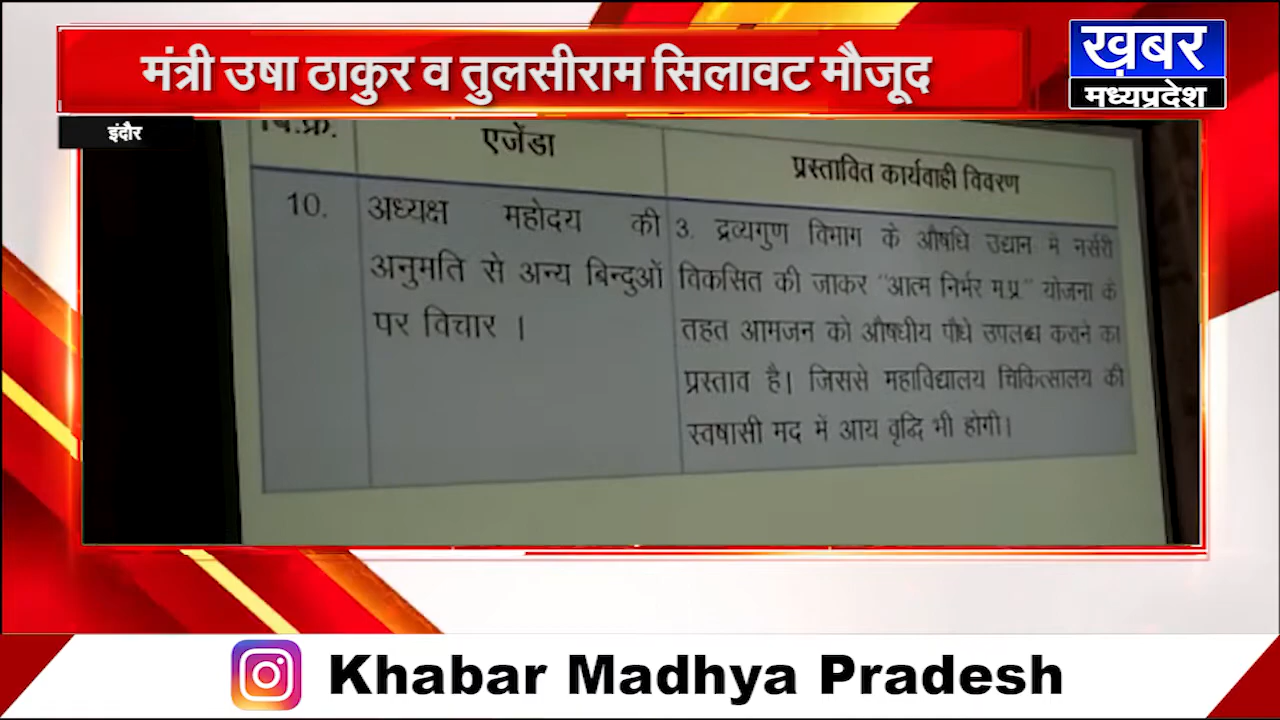 मंत्री उषा ठाकुर व तुलसीराम सिलावट मौजूद
ख़बर
मध्यप्रदेश
इंदौर
वि.क्र.
एजेंडा
प्रस्तावित कार्यवाही विवरण
10.
अध्यक्ष महोदय की
अनुमति से अन्य बिन्दुओं
पर विचार ।
3. द्रव्यगुण विभाग के औषधि उद्यान में नर्सरी
विकसित की जाकर "आत्म निर्भर म.प्र." योजना के
तहत आमजन को औषधीय पौधे उपलब्ध कराने का
प्रस्ताव है। जिससे महाविद्यालय चिकित्सालय की
स्वषासी मद में आय वृद्धि भी होगी।
Khabar Madhya Pradesh